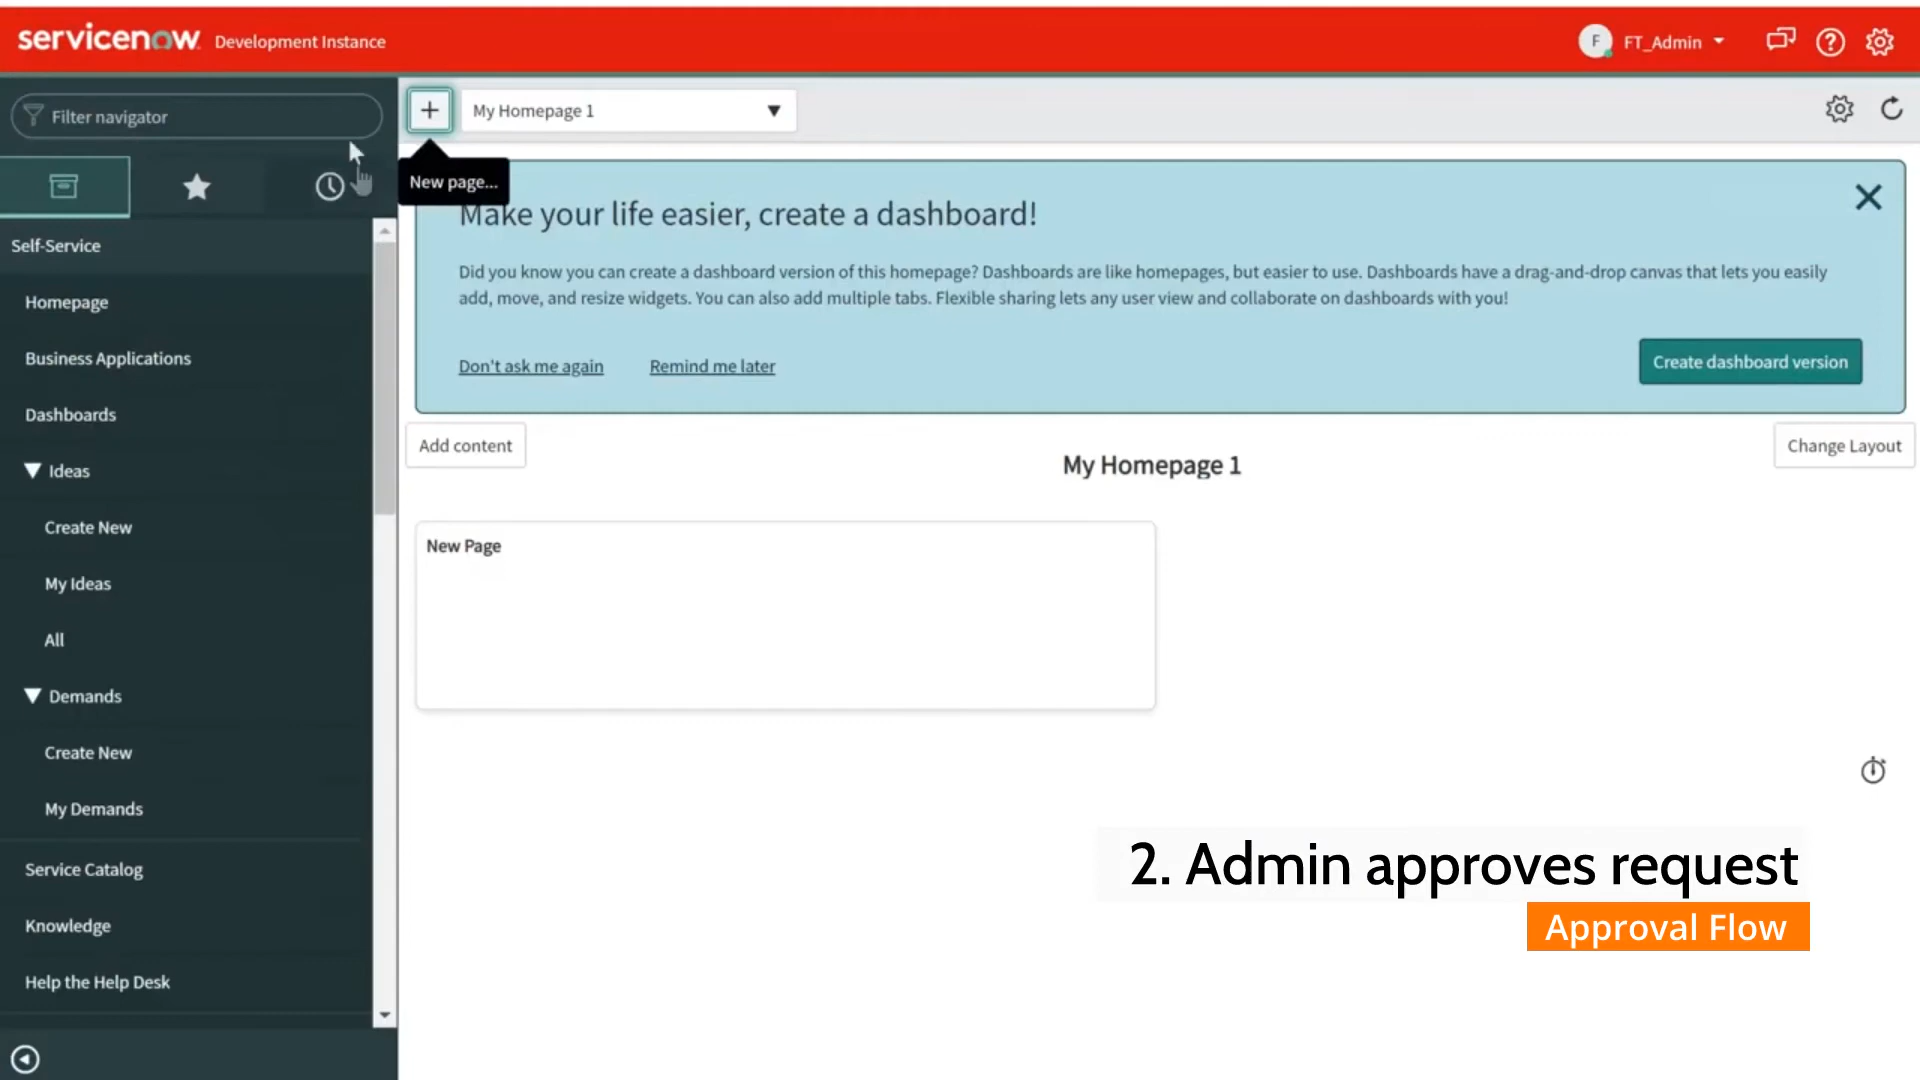 servicenow Development Instance
F FT_Admin
Filter navigator
My Homepage 1
New page...
Self-Service
Homepage
Business Applications
Dashboards
Ideas
Create New
My Ideas
All
Demands
Create New
My Demands
Service Catalog
Knowledge
Help the Help Desk
Make your life easier, create a dashboard!
Did you know you can create a dashboard version of this homepage? Dashboards are like homepages, but easier to use. Dashboards have a drag-and-drop canvas that lets you easily
add, move, and resize widgets. You can also add multiple tabs. Flexible sharing lets any user view and collaborate on dashboards with you!
Don't ask me again Remind me later
Create dashboard version
Add content
Change Layout
My Homepage 1
New Page
2. Admin approves request
Approval Flow